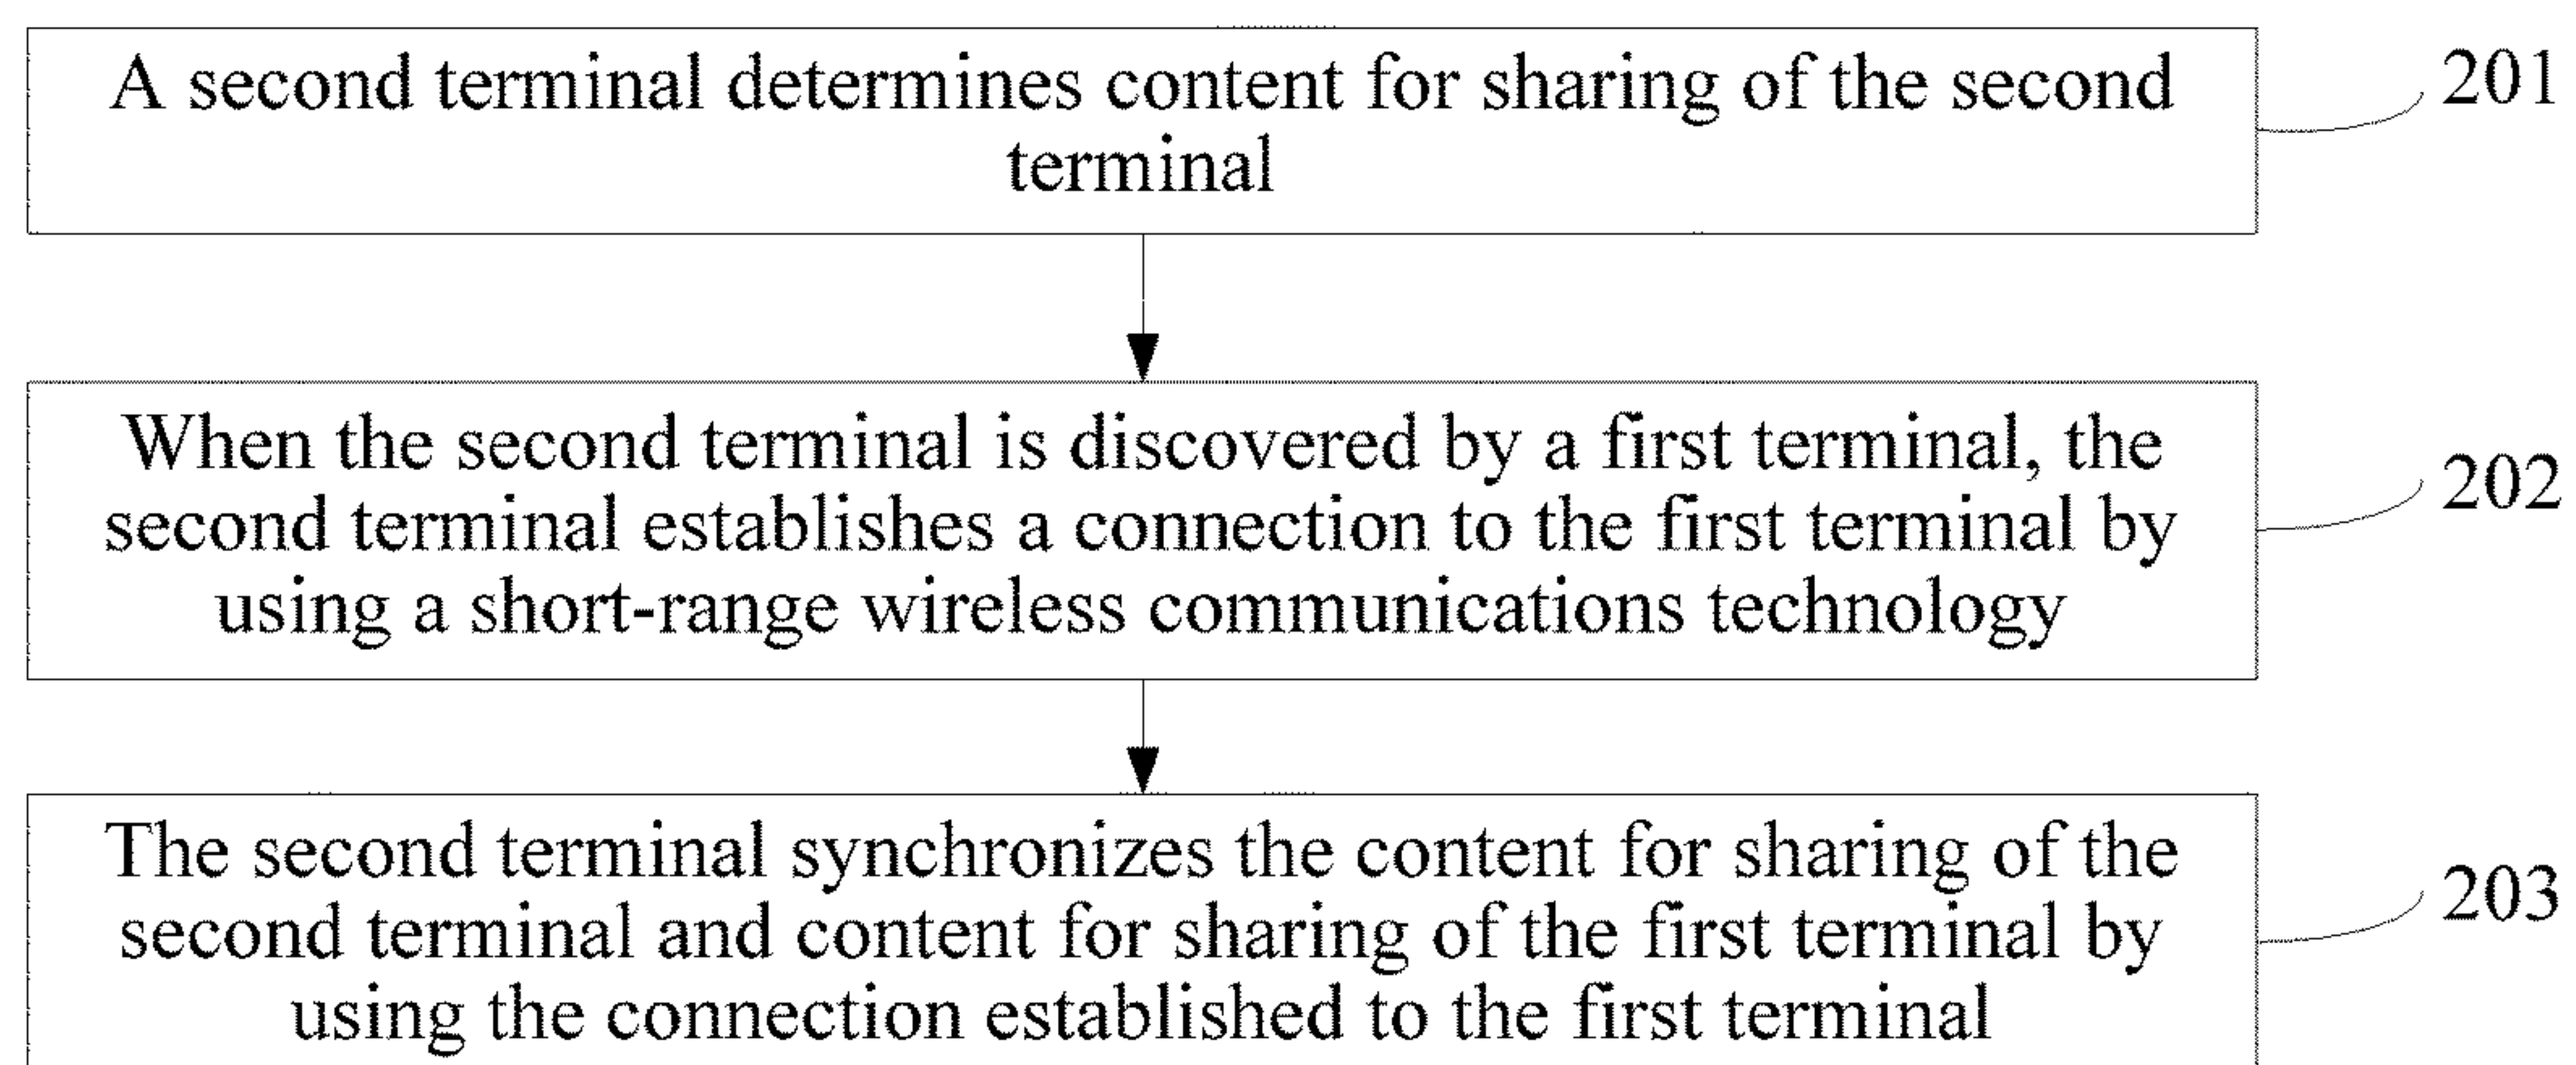 A second terminal determines content for sharing of the second
terminal
201
When the second terminal is discovered by a first terminal, the
second terminal establishes a connection to the first terminal by
using a short-range wireless communications technology
202
The second terminal synchronizes the content for sharing of the
second terminal and content for sharing of the first terminal by
using the connection established to the first terminal
203